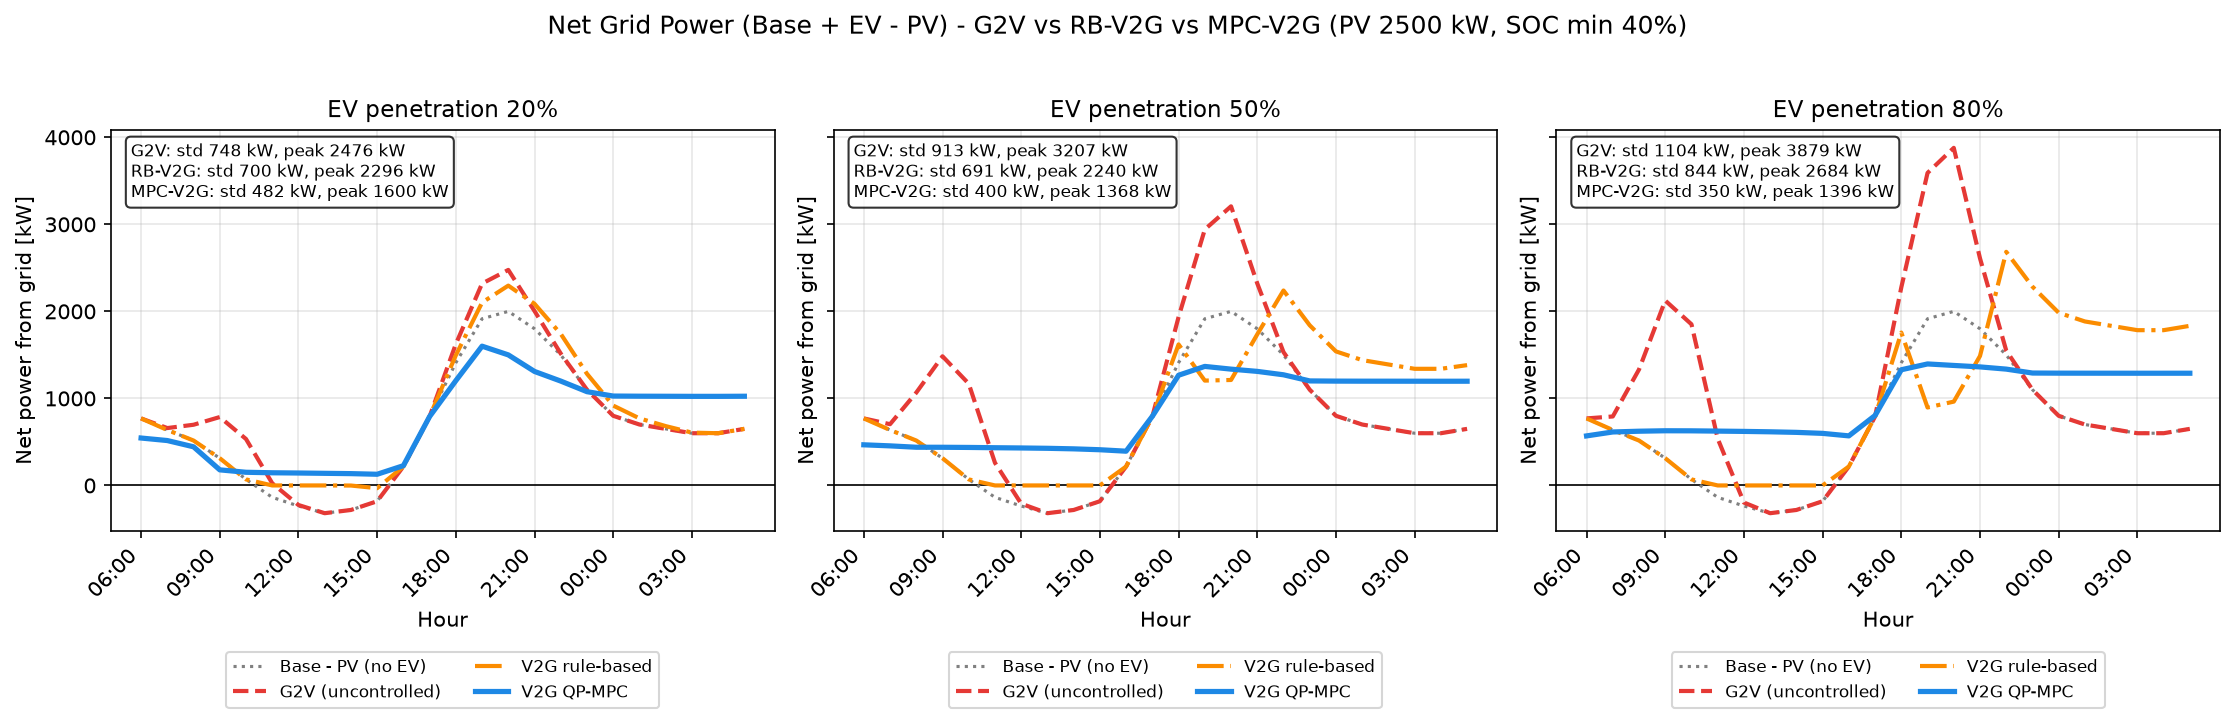 Net Grid Power (Base + EV - PV) - G2V vs RB-V2G vs MPC-V2G (PV 2500 kW, SOC min 40%)
EV penetration 20%
G2V: std 748 kW, peak 2476 kW
RB-V2G: std 700 kW, peak 2296 kW
MPC-V2G: std 482 kW, peak 1600 kW
Net power from grid [kW]
4000
3000
2000
1000
0
06:00
09:00
12:00
15:00
18:00
21:00
00:00
03:00
Hour
Base - PV (no EV)
G2V (uncontrolled)
V2G rule-based
V2G QP-MPC
EV penetration 50%
G2V: std 913 kW, peak 3207 kW
RB-V2G: std 691 kW, peak 2240 kW
MPC-V2G: std 400 kW, peak 1368 kW
Net power from grid [kW]
06:00
09:00
12:00
15:00
18:00
21:00
00:00
03:00
Hour
Base - PV (no EV)
G2V (uncontrolled)
V2G rule-based
V2G QP-MPC
EV penetration 80%
G2V: std 1104 kW, peak 3879 kW
RB-V2G: std 844 kW, peak 2684 kW
MPC-V2G: std 350 kW, peak 1396 kW
Net power from grid [kW]
06:00
09:00
12:00
15:00
18:00
21:00
00:00
03:00
Hour
Base - PV (no EV)
G2V (uncontrolled)
V2G rule-based
V2G QP-MPC